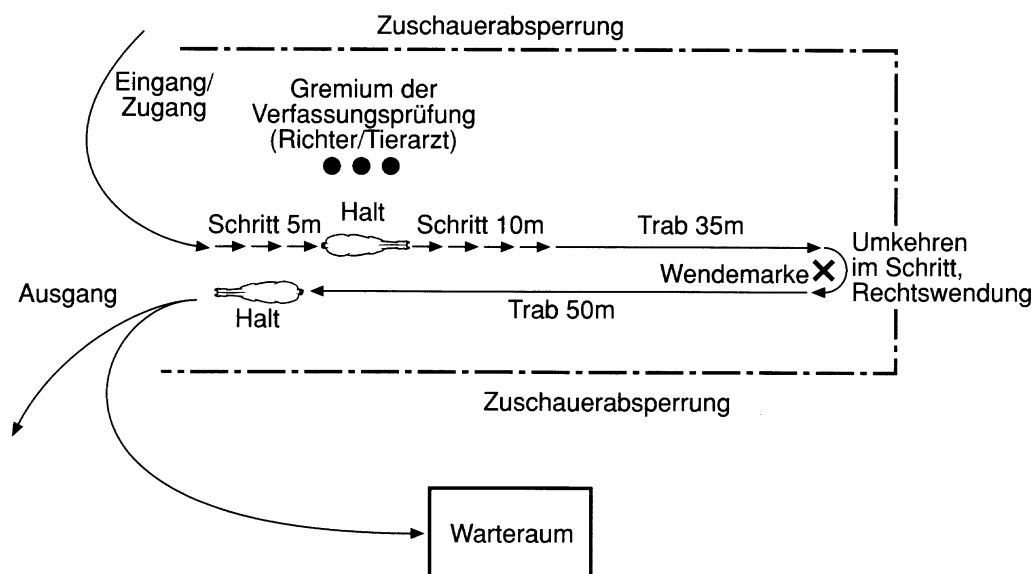 Zuschauerabsperrung
Eingang/
Zugang
Gremium der
Verfassungsprüfung
(Richter/Tierarzt)
Schritt 5m
Halt
Schritt 10m
Trab 35m
Umkehren
im Schritt,
Rechtswendung
Wendemarke
Ausgang
Halt
Trab 50m
Zuschauerabsperrung
Warteraum